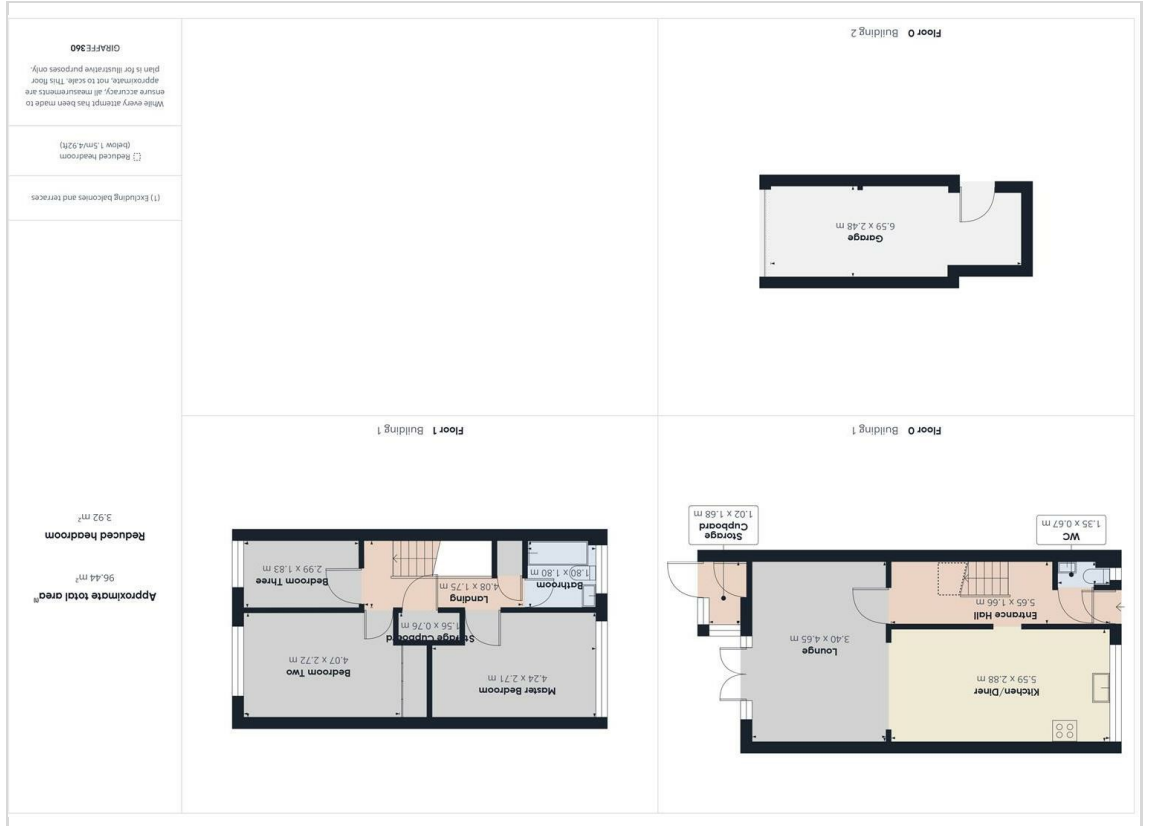 Kitchen/Diner
5.59 x 2.88 m
Lounge
3.40 x 4.65 m
Entrance Hall
5.65 x 1.66 m
WC
1.35 x 0.67 m
Storage
Cupboard
1.02 x 1.68 m
Floor 0 Building 1
Master Bedroom
4.24 x 2.71 m
Bedroom Two
4.07 x 2.72 m
Storage Cupboard
1.56 x 0.76 m
Landing
4.08 x 1.75 m
Bathroom
1.80 x 1.80 m
Bedroom Three
2.99 x 1.83 m
Floor 1 Building 1
Garage
6.59 x 2.48 m
Floor 0 Building 2
Approximate total area⁽¹⁾
96.44 m²
Reduced headroom
3.92 m²
(1) Excluding balconies and terraces
Reduced headroom
(below 1.5m/4.92ft)
While every attempt has been made to
ensure accuracy, all measurements are
approximate, not to scale. This floor
plan is for illustrative purposes only.
GIRAFFE360